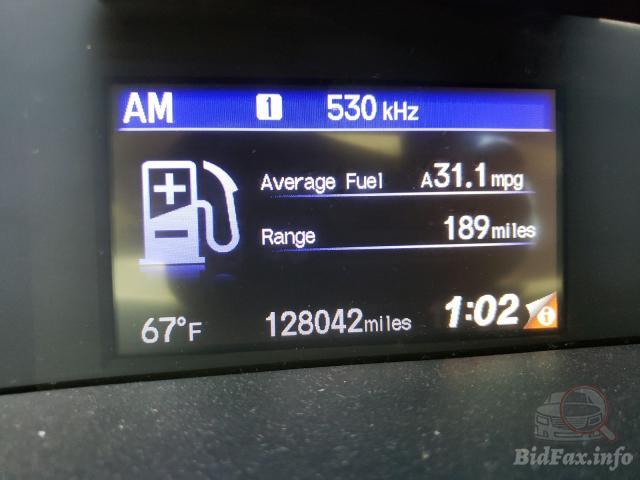 AM 1 530 kHz
Average Fuel A31.1 mpg
Range 189 miles
67°F 128042 miles 1:02 i
BidFax.info